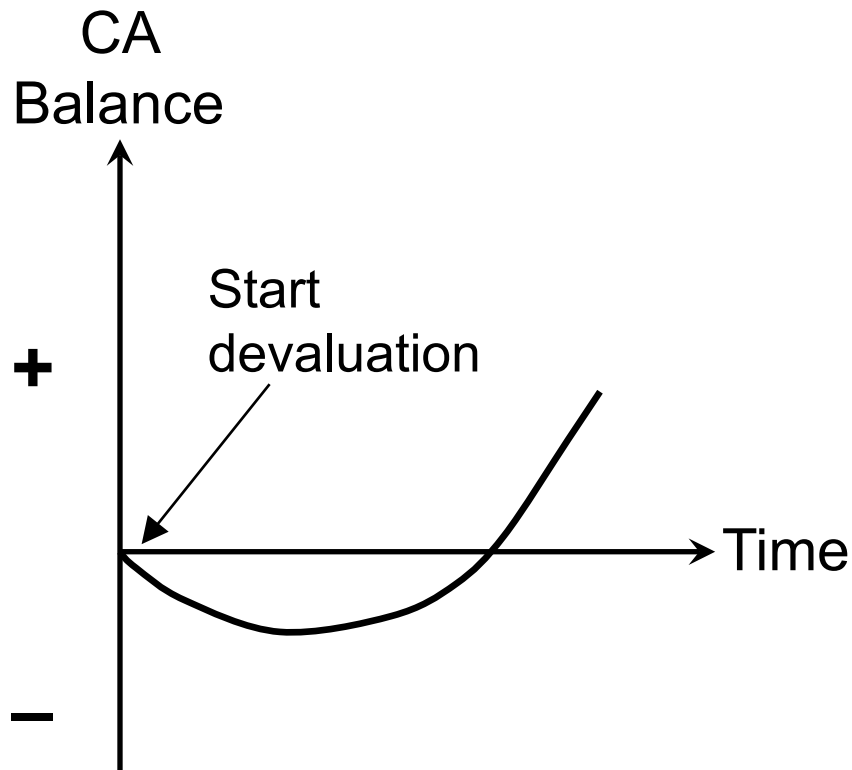 CA
Balance
Start
devaluation
+
Time
–